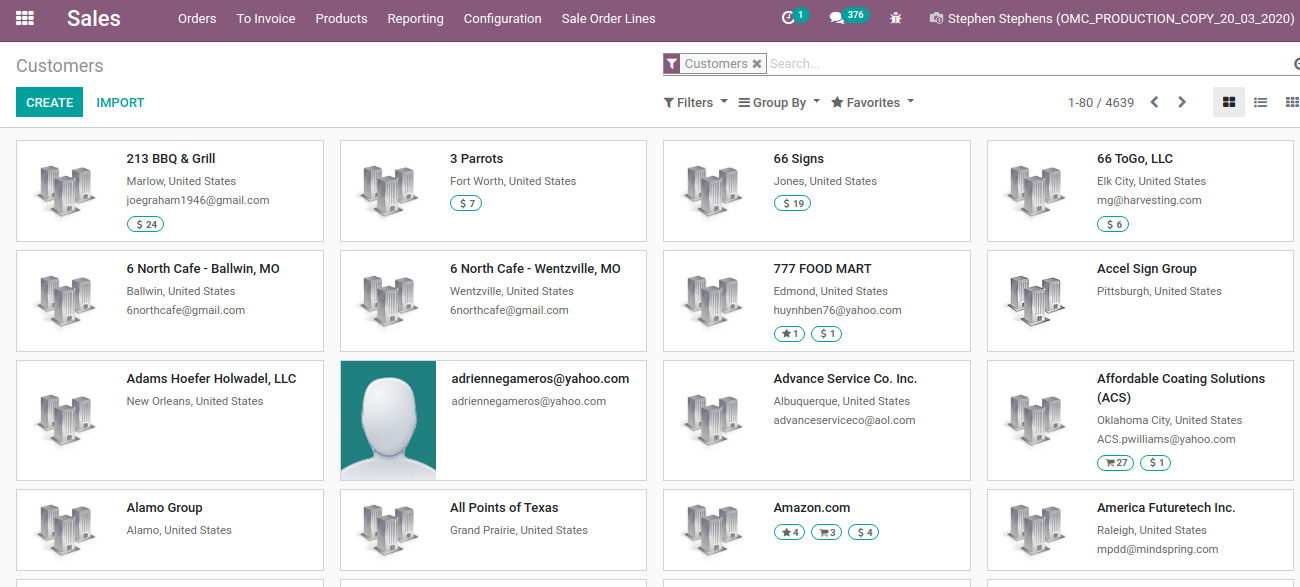 Sales Orders To Invoice Products Reporting Configuration Sale Order Lines 1 376 Stephen Stephens (OMC_PRODUCTION_COPY_20_03_2020)
Customers
Customers Search...
CREATE IMPORT
Filters Group By Favorites 1-80 / 4639
213 BBQ & Grill
Marlow, United States
joegraham1946@gmail.com
$ 24
3 Parrots
Fort Worth, United States
$ 7
66 Signs
Jones, United States
$ 19
66 ToGo, LLC
Elk City, United States
mg@harvesting.com
$ 6
6 North Cafe - Ballwin, MO
Ballwin, United States
6northcafe@gmail.com
6 North Cafe - Wentzville, MO
Wentzville, United States
6northcafe@gmail.com
777 FOOD MART
Edmond, United States
huynhben76@yahoo.com
1 $ 1
Accel Sign Group
Pittsburgh, United States
Adams Hoefer Holwadel, LLC
New Orleans, United States
adriennegameros@yahoo.com
adriennegameros@yahoo.com
Advance Service Co. Inc.
Albuquerque, United States
advanceserviceco@aol.com
Affordable Coating Solutions
(ACS)
Oklahoma City, United States
ACS.pwilliams@yahoo.com
27 $ 1
Alamo Group
Alamo, United States
All Points of Texas
Grand Prairie, United States
Amazon.com
4 3 $ 4
America Futuretech Inc.
Raleigh, United States
mpdd@mindspring.com